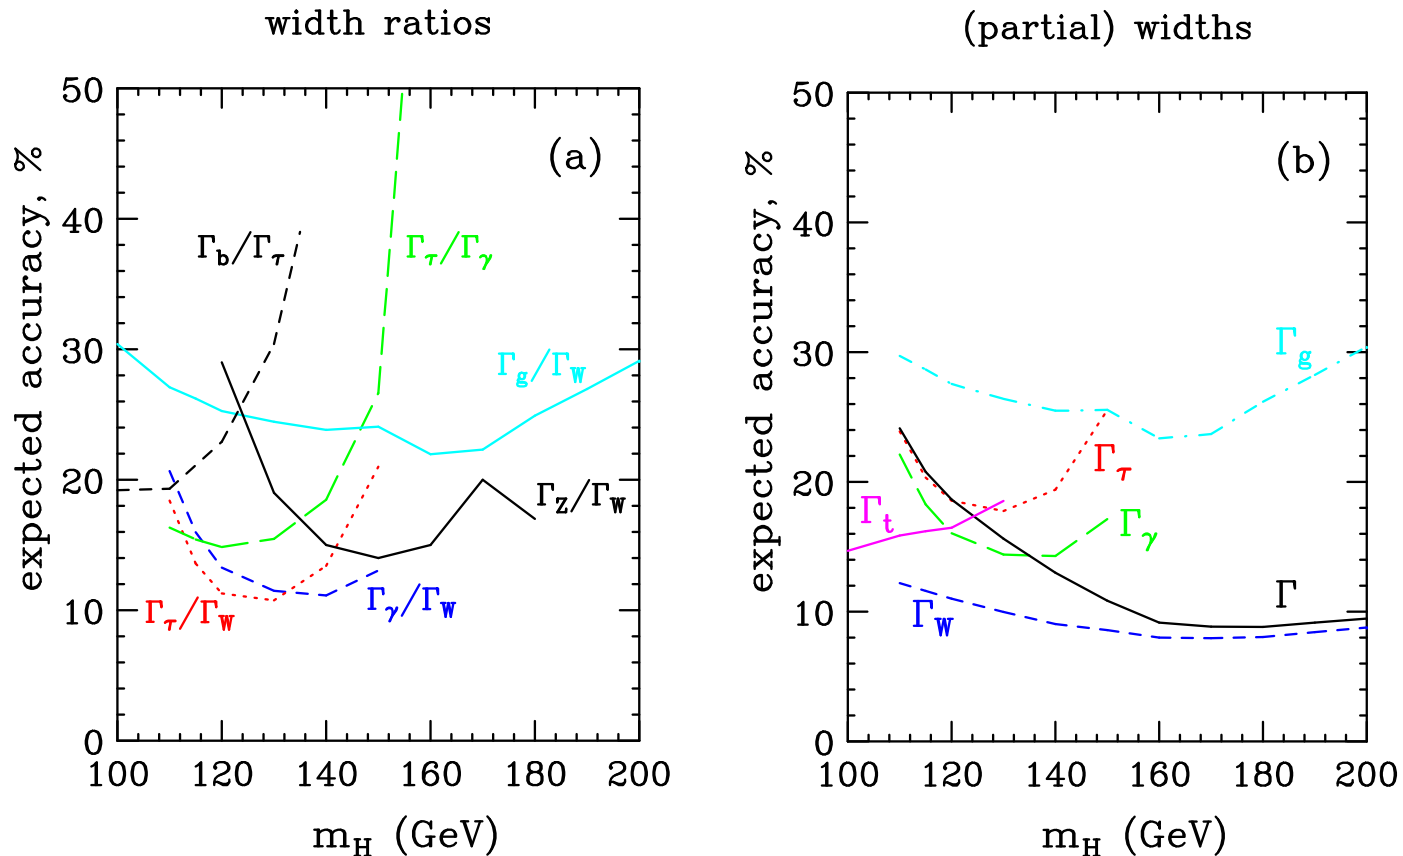 width ratios
(partial) widths
expected accuracy, %
50
40
30
20
10
0
(a)
Γb/Γτ
Γτ/Γγ
Γg/ΓW
ΓZ/ΓW
Γγ/ΓW
Γτ/ΓW
100 120 140 160 180 200
mH (GeV)
expected accuracy, %
50
40
30
20
10
0
(b)
Γg
Γτ
Γt
Γγ
Γ
ΓW
100 120 140 160 180 200
mH (GeV)